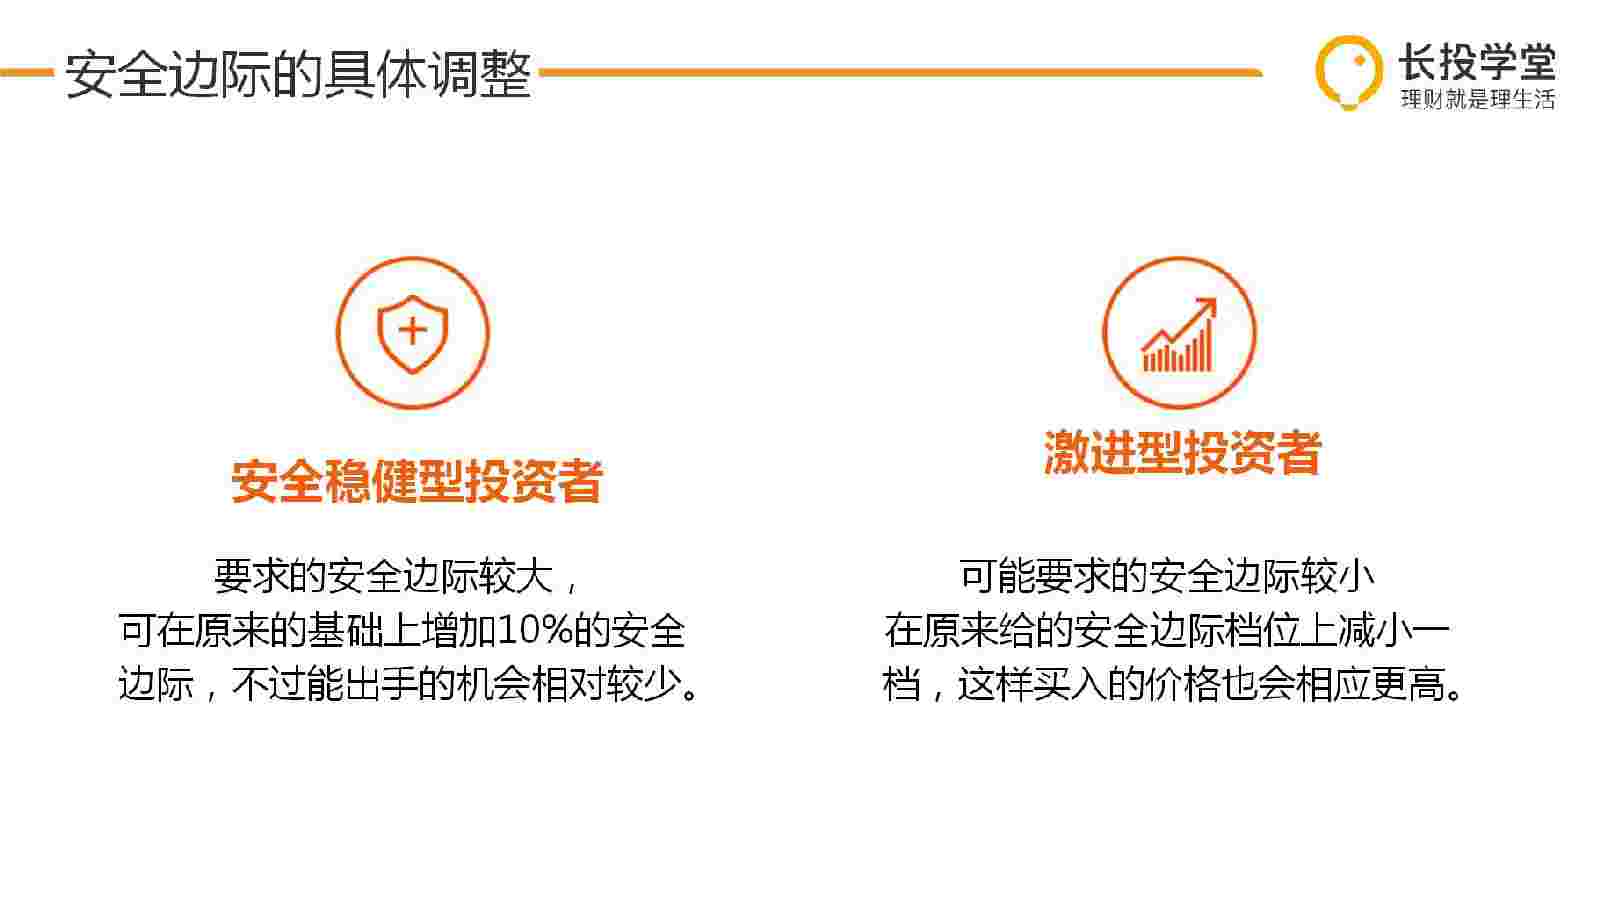 安全边际的具体调整
长投学堂
理财就是理生活
安全稳健型投资者
要求的安全边际较大，
可在原来的基础上增加10%的安全
边际，不过能出手的机会相对较少。
激进型投资者
可能要求的安全边际较小
在原来给的安全边际档位上减小一
档，这样买入的价格也会相应更高。